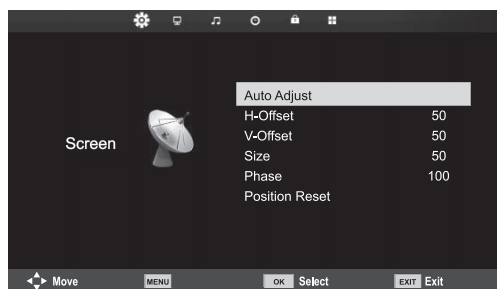 Auto Adjust
H-Offset 50
V-Offset 50
Screen
Size 50
Phase 100
Position Reset
Move MENU OK Select EXIT Exit